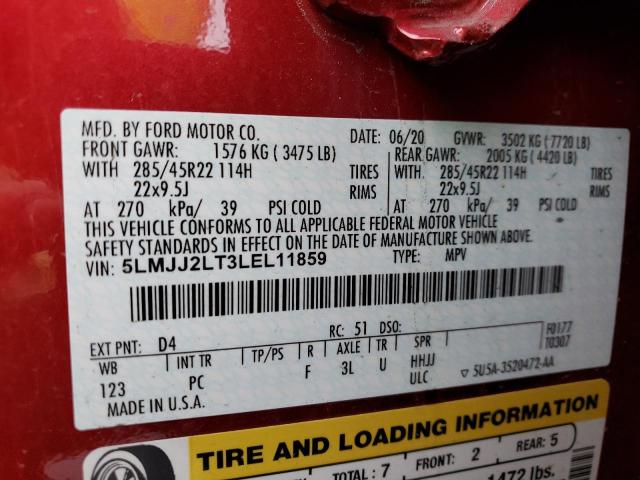 MFD. BY FORD MOTOR CO. DATE: 06/20 GVWR: 3502 KG ( 7720 LB)
FRONT GAWR: 1576 KG ( 3475 LB) REAR GAWR: 2005 KG ( 4420 LB)
WITH 285/45R22 114H TIRES WITH 285/45R22 114H TIRES
22x9.5J RIMS 22x9.5J RIMS
AT 270 kPa/ 39 PSI COLD AT 270 kPa/ 39 PSI COLD
THIS VEHICLE CONFORMS TO ALL APPLICABLE FEDERAL MOTOR VEHICLE
SAFETY STANDARDS IN EFFECT ON THE DATE OF MANUFACTURE SHOWN ABOVE.
VIN: 5LMJJ2LT3LEL11859 TYPE: MPV
EXT PNT: D4 RC: 51 DSO: F0177
T0307
WB INT TR TP/PS R AXLE TR SPR
123 PC F 3L U HHJJ
ULC ▽ 5U5A-3520472-AA
MADE IN U.S.A.
TIRE AND LOADING INFORMATION
TOTAL : 7 FRONT: 2 REAR: 5
1472 lbs.